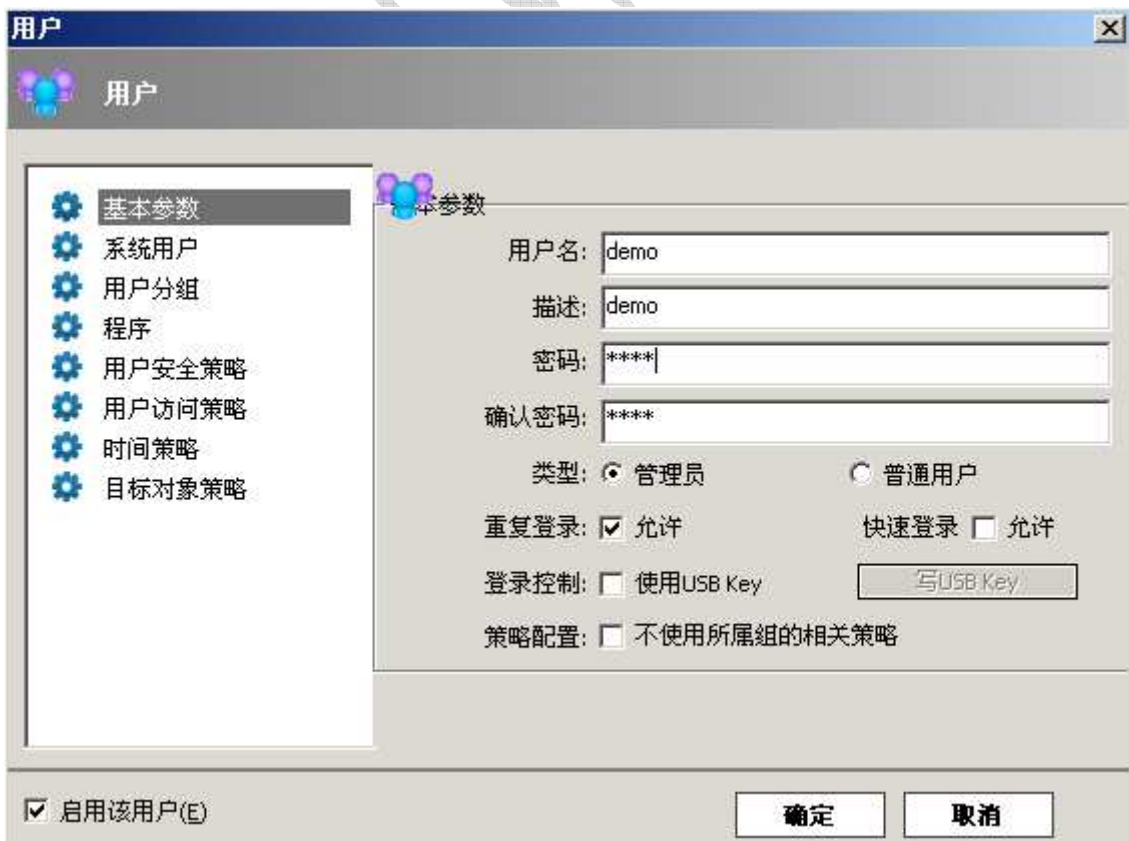 用户
用户
基本参数
系统用户
用户分组
程序
用户安全策略
用户访问策略
时间策略
目标对象策略
本参数
用户名: demo
描述: demo
密码: ****
确认密码: ****
类型: 管理员 普通用户
重复登录: 允许 快速登录 允许
登录控制: 使用USB Key 写USB Key
策略配置: 不使用所属组的相关策略
启用该用户(E) 确定 取消